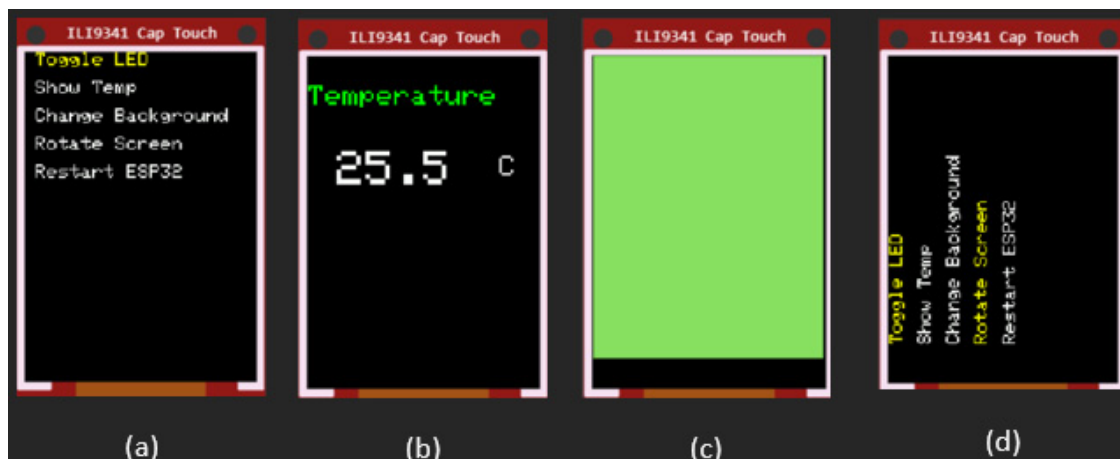 ILI9341 Cap Touch
Toggle LED
Show Temp
Change Background
Rotate Screen
Restart ESP32
(a)
ILI9341 Cap Touch
Temperature
25.5 C
(b)
ILI9341 Cap Touch
(c)
ILI9341 Cap Touch
Toggle LED
Show Temp
Change Background
Rotate Screen
Restart ESP32
(d)